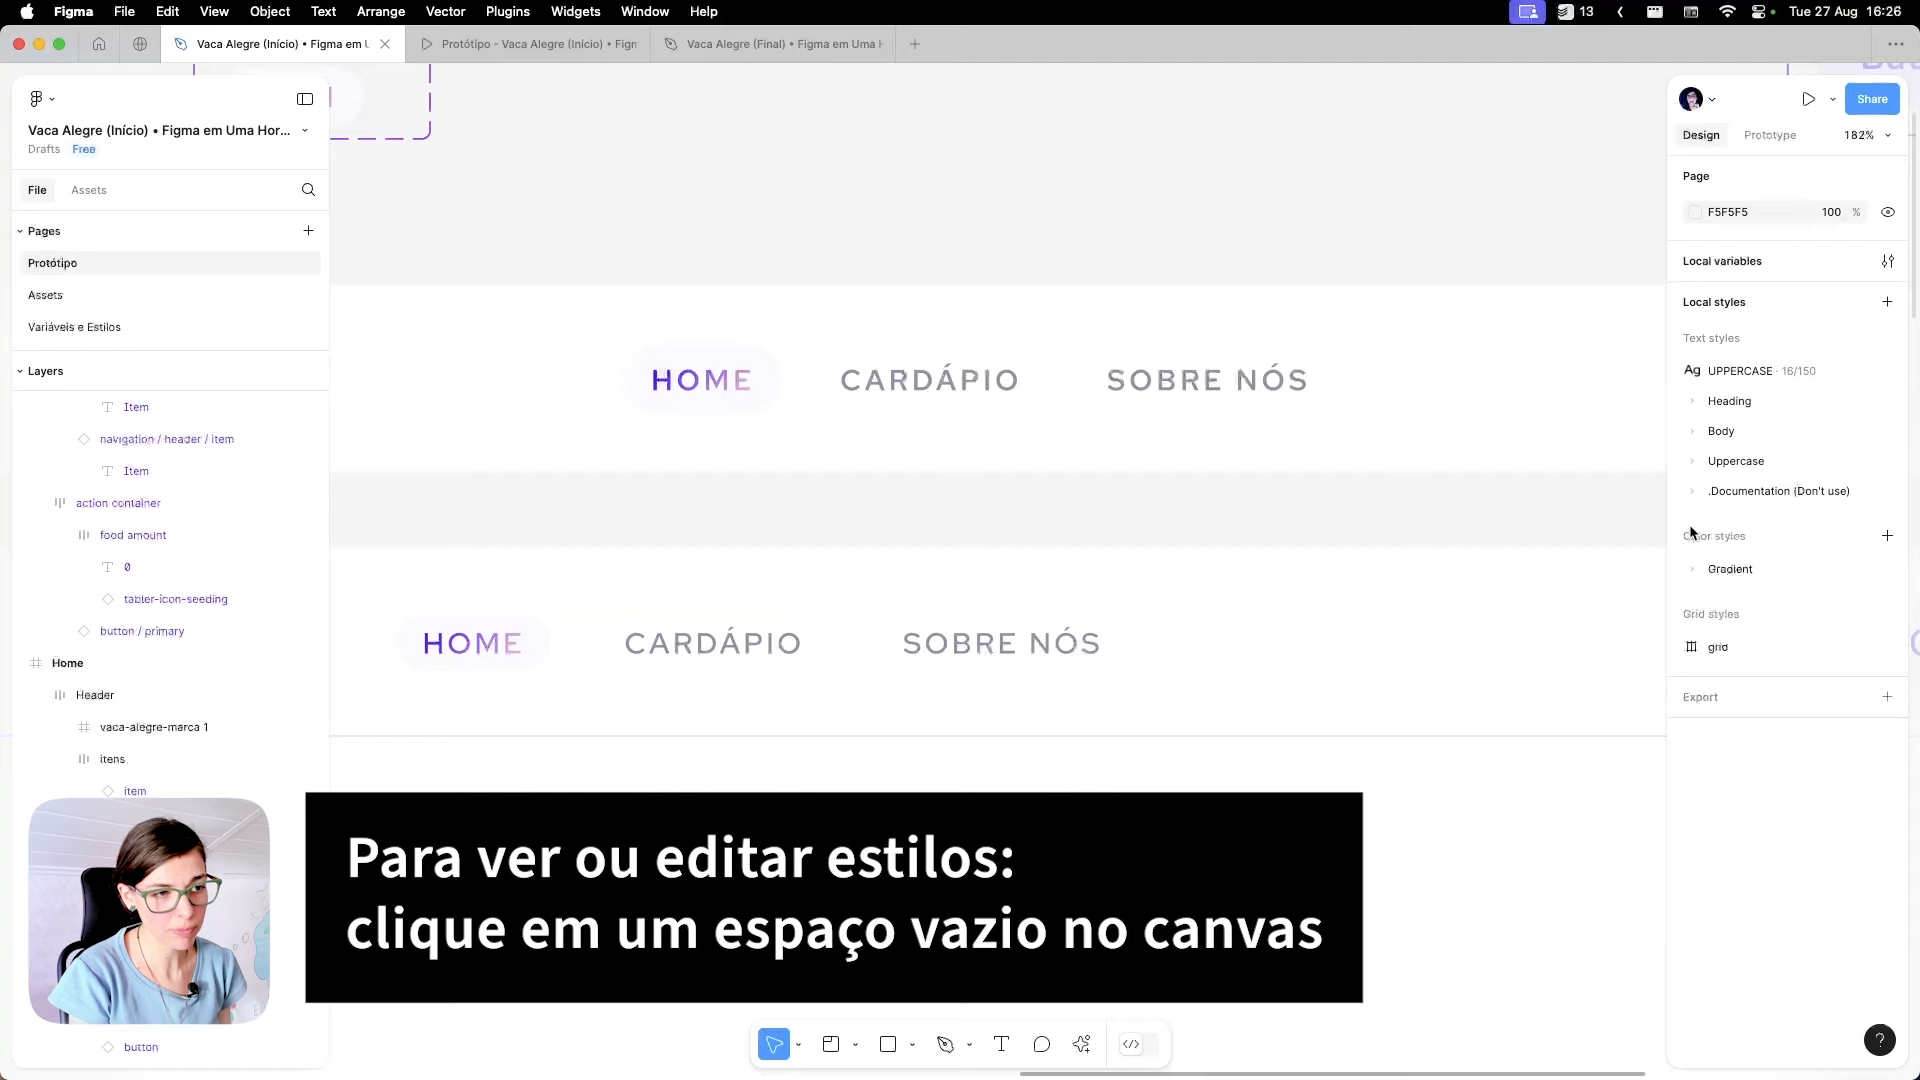 Figma File Edit View Object Text Arrange Vector Plugins Widgets Window Help
13 Tue 27 Aug 16:26
Vaca Alegre (Início) • Figma em U
Protótipo - Vaca Alegre (Início) • Figm
Vaca Alegre (Final) • Figma em Uma H
Vaca Alegre (Início) • Figma em Uma Hor...
Drafts Free
File Assets
Pages
Protótipo
Assets
Variáveis e Estilos
Layers
Item
navigation / header / item
Item
action container
food amount
0
tabler-icon-seeding
button / primary
Home
Header
vaca-alegre-marca 1
itens
item
button
HOME CARDÁPIO SOBRE NÓS
HOME CARDÁPIO SOBRE NÓS
Para ver ou editar estilos:
clique em um espaço vazio no canvas
Share
Design Prototype 182%
Page
F5F5F5 100 %
Local variables
Local styles
Text styles
Ag UPPERCASE · 16/150
Heading
Body
Uppercase
.Documentation (Don't use)
Color styles
Gradient
Grid styles
grid
Export
?